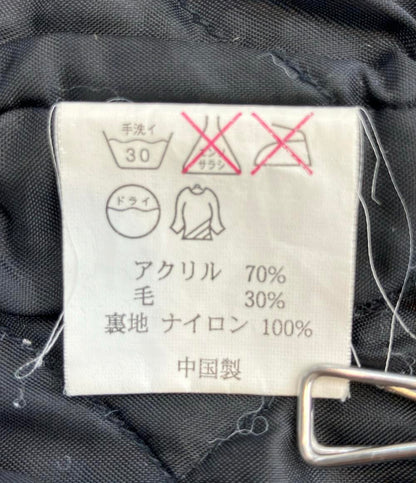 手洗イ
30
エンソ
サラシ
ドライ
アクリル 70%
毛 30%
裏地 ナイロン 100%
中国製